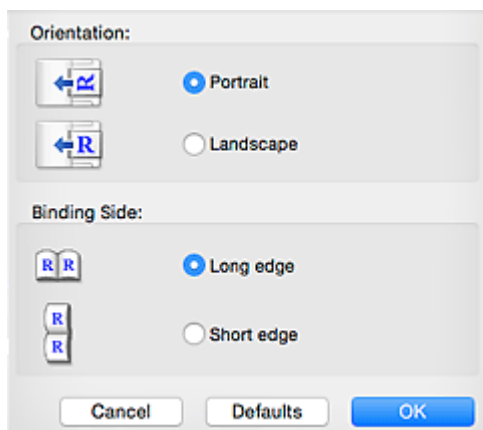 Orientation:
R
Portrait
R
Landscape
Binding Side:
R R
Long edge
R
R
Short edge
Cancel Defaults OK